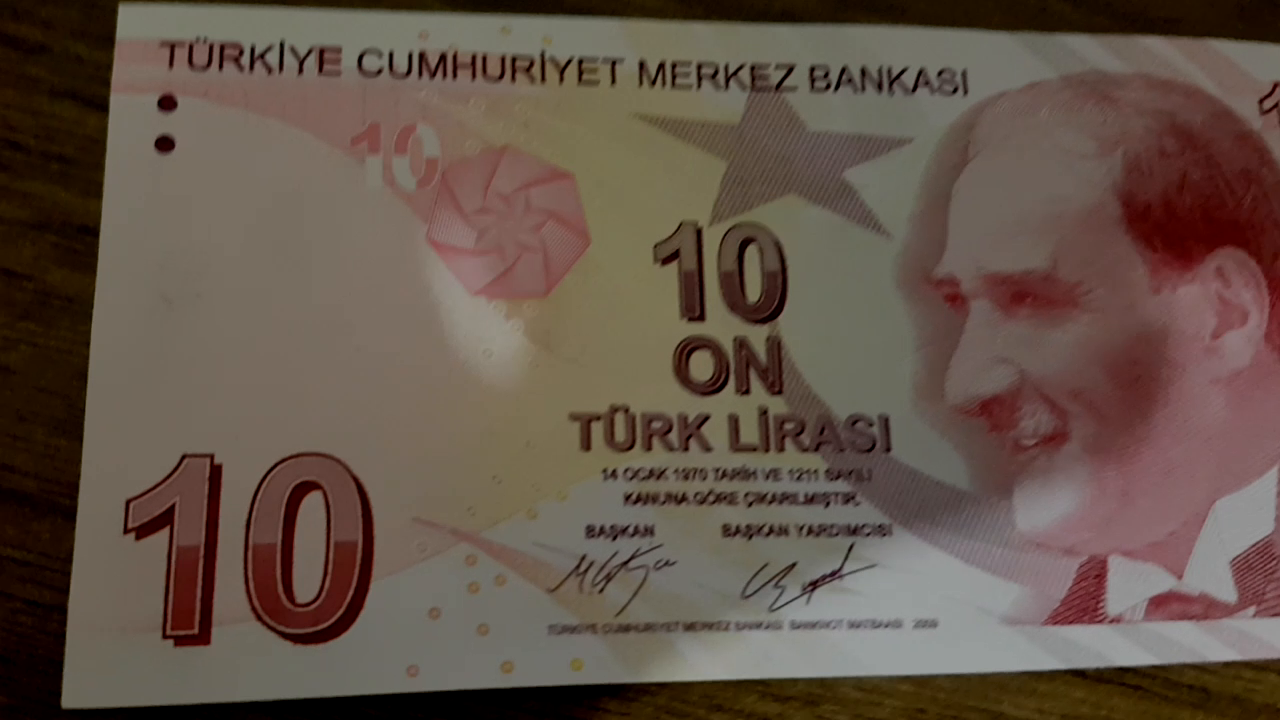 TÜRKİYE CUMHURİYET MERKEZ BANKASI
10
10
ON
TÜRK LİRASI
14 OCAK 1970 TARİH VE 1211 SAYILI
KANUNA GÖRE ÇIKARILMIŞTIR.
BAŞKAN BAŞKAN YARDIMCISI
10
TÜRKİYE CUMHURİYET MERKEZ BANKASI BANKNOT MATBAASI 2009